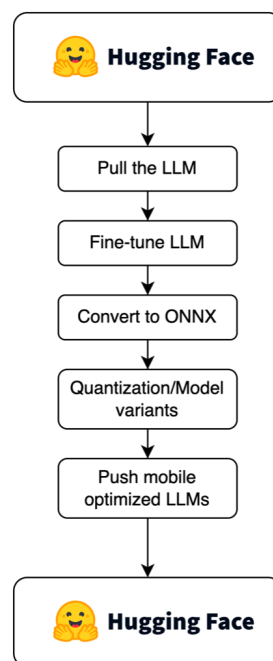 Hugging Face
Pull the LLM
Fine-tune LLM
Convert to ONNX
Quantization/Model
variants
Push mobile
optimized LLMs
Hugging Face